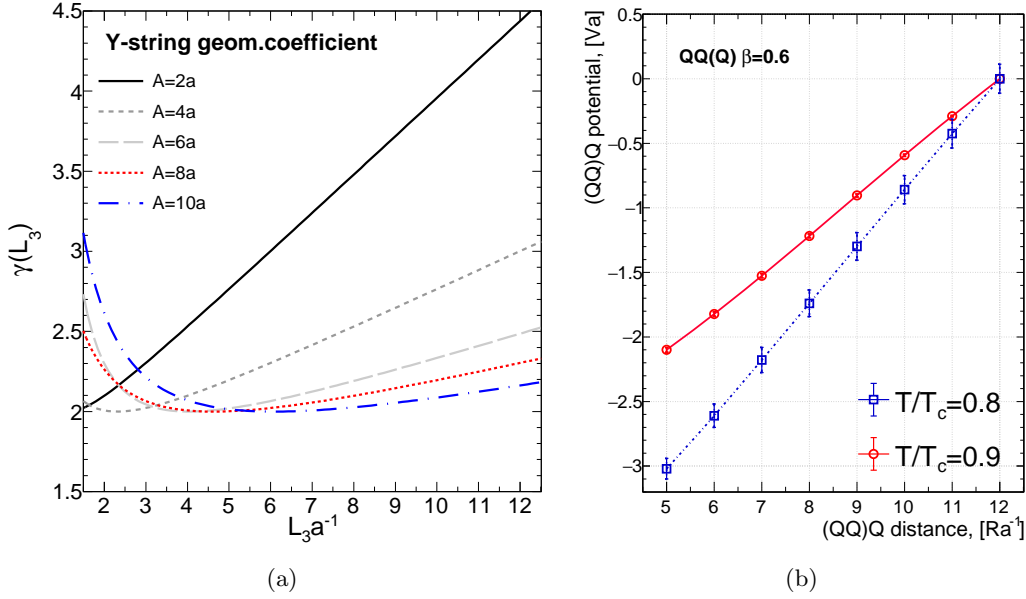 Y-string geom.coefficient
A=2a
A=4a
A=6a
A=8a
A=10a
γ(L₃)
4.5
4
3.5
3
2.5
2
1.5
2 3 4 5 6 7 8 9 10 11 12
L₃a⁻¹
(a)
QQ(Q) β=0.6
(QQ)Q potential, [Va]
0.5
0
−0.5
−1
−1.5
−2
−2.5
−3
T/T_c=0.8
T/T_c=0.9
5 6 7 8 9 10 11 12
(QQ)Q distance, [Ra⁻¹]
(b)